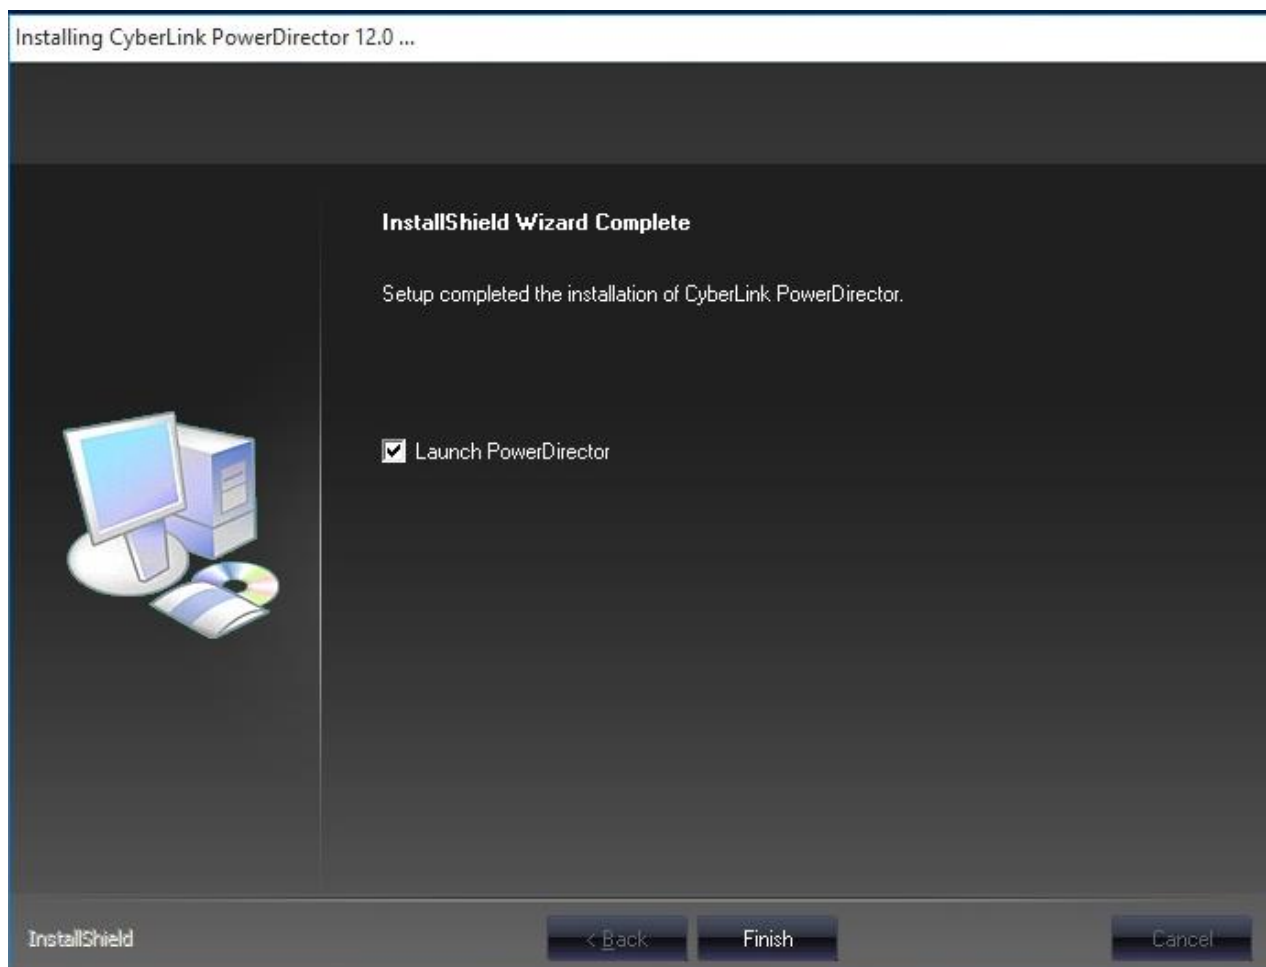 Installing CyberLink PowerDirector 12.0 ...
InstallShield Wizard Complete
Setup completed the installation of CyberLink PowerDirector.
Launch PowerDirector
InstallShield
< Back
Finish
Cancel